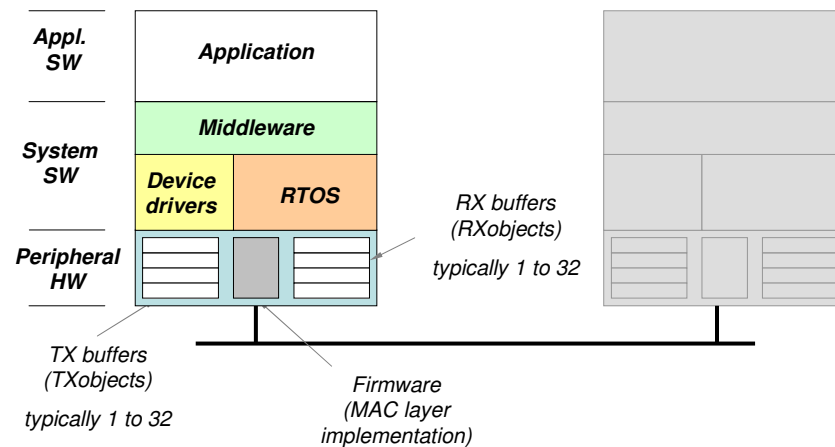 Appl.
SW
Application
System
SW
Middleware
Device
drivers
RTOS
Peripheral
HW
RX buffers
(RXobjects)
typically 1 to 32
TX buffers
(TXobjects)
typically 1 to 32
Firmware
(MAC layer
implementation)